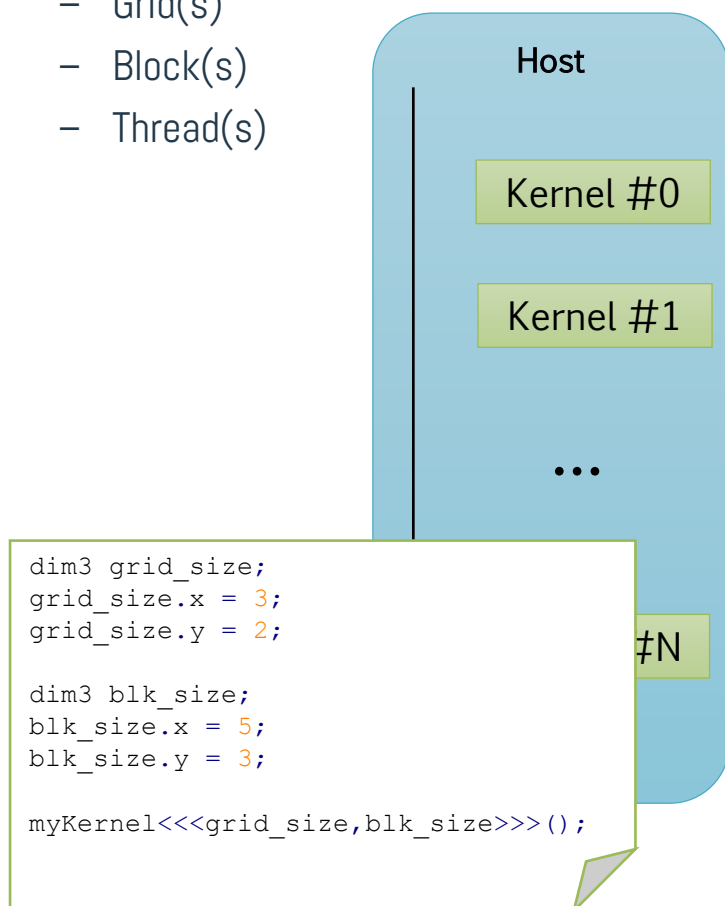 – Grid(s)
– Block(s)
– Thread(s)
Host
Kernel #0
Kernel #1
...
#N
dim3 grid_size;
grid_size.x = 3;
grid_size.y = 2;
dim3 blk_size;
blk_size.x = 5;
blk_size.y = 3;
myKernel<<<grid_size,blk_size>>>();